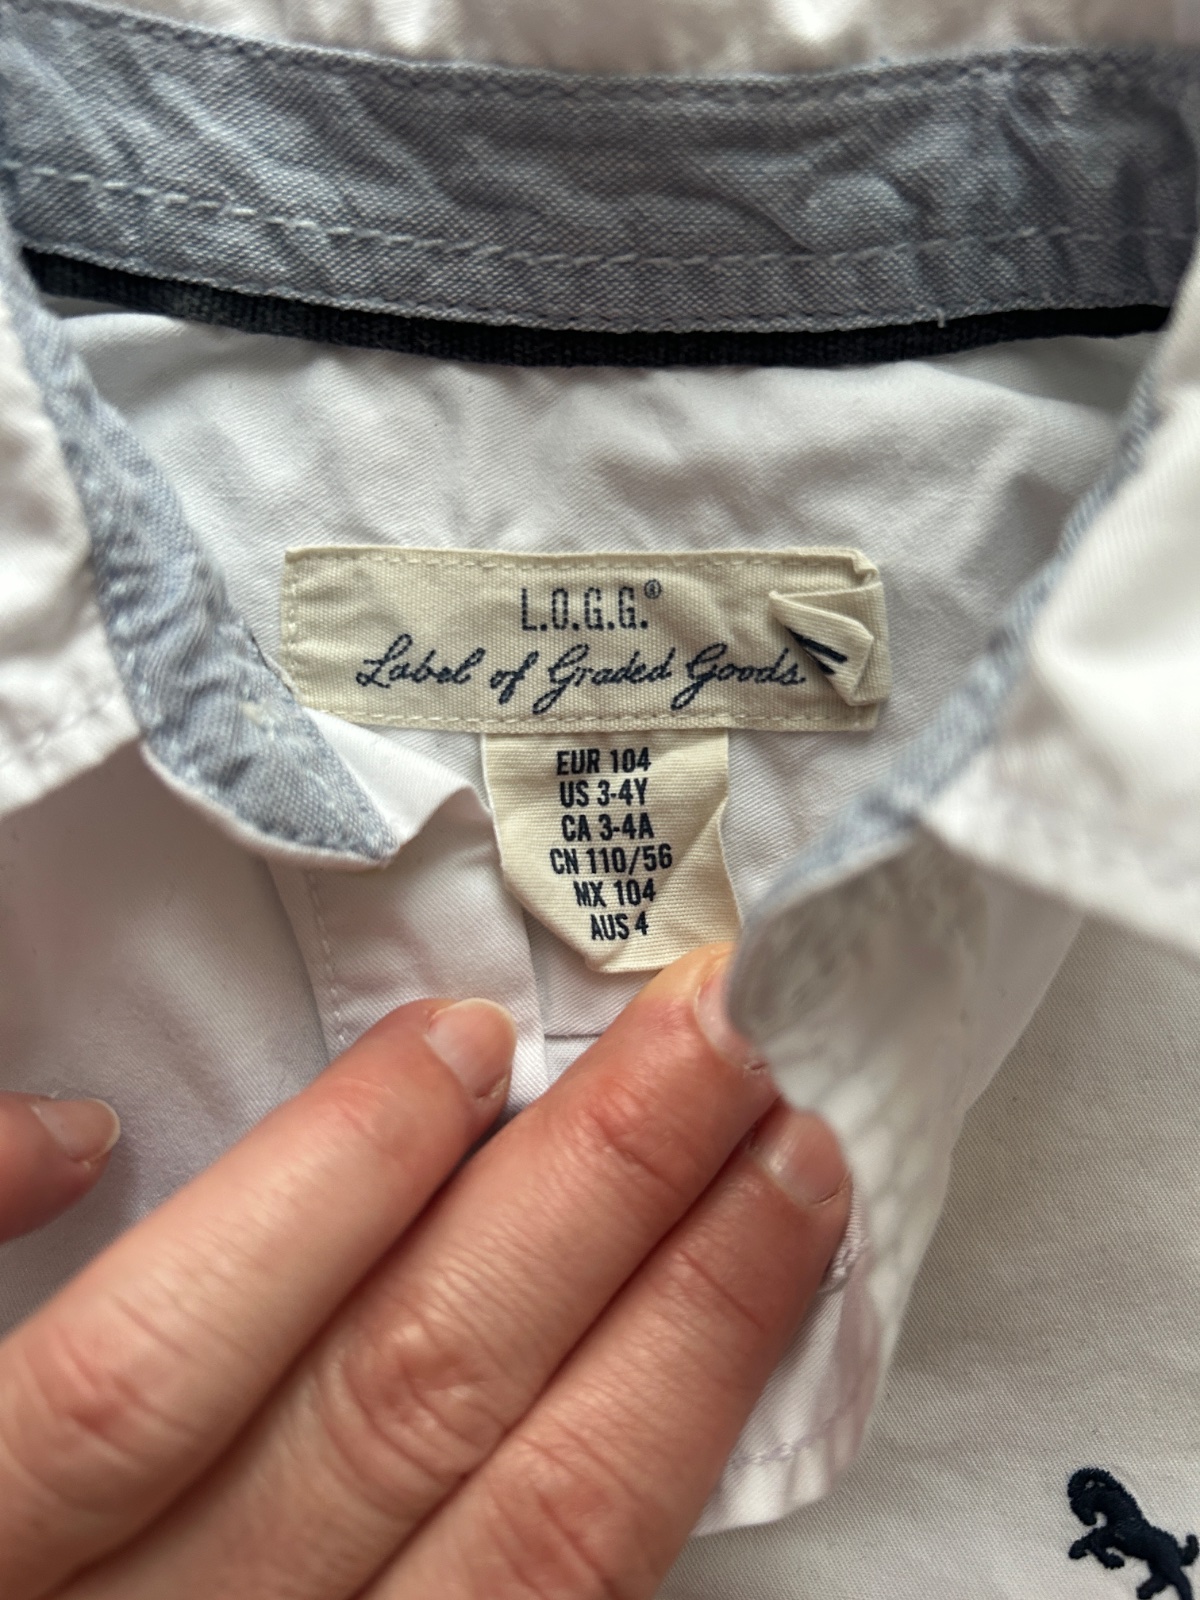 L.O.G.G.®
Label of Graded Goods
EUR 104
US 3-4Y
CA 3-4A
CN 110/56
MX 104
AUS 4